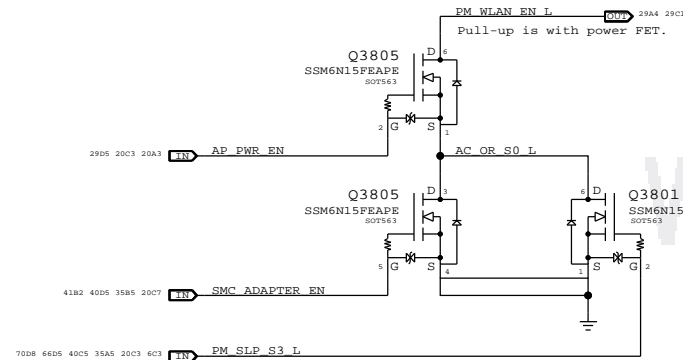 PM_WLAN_EN_L
OUT
29A4
Pull-up is with power FET.
Q3805
SSM6N15FEAPE
SOT563
D 6
2 G S 1
29D5 20C3 20A3 IN AP_PWR_EN
AC_OR_S0_L
Q3805
SSM6N15FEAPE
SOT563
D 3
5 G S 4
6 D
Q3801
SSM6N15
SOT563
1 S G 2
41B2 40D5 35B5 20C7 IN SMC_ADAPTER_EN
70D8 66D5 40C5 35A5 20C3 6C3 IN PM_SLP_S3_L